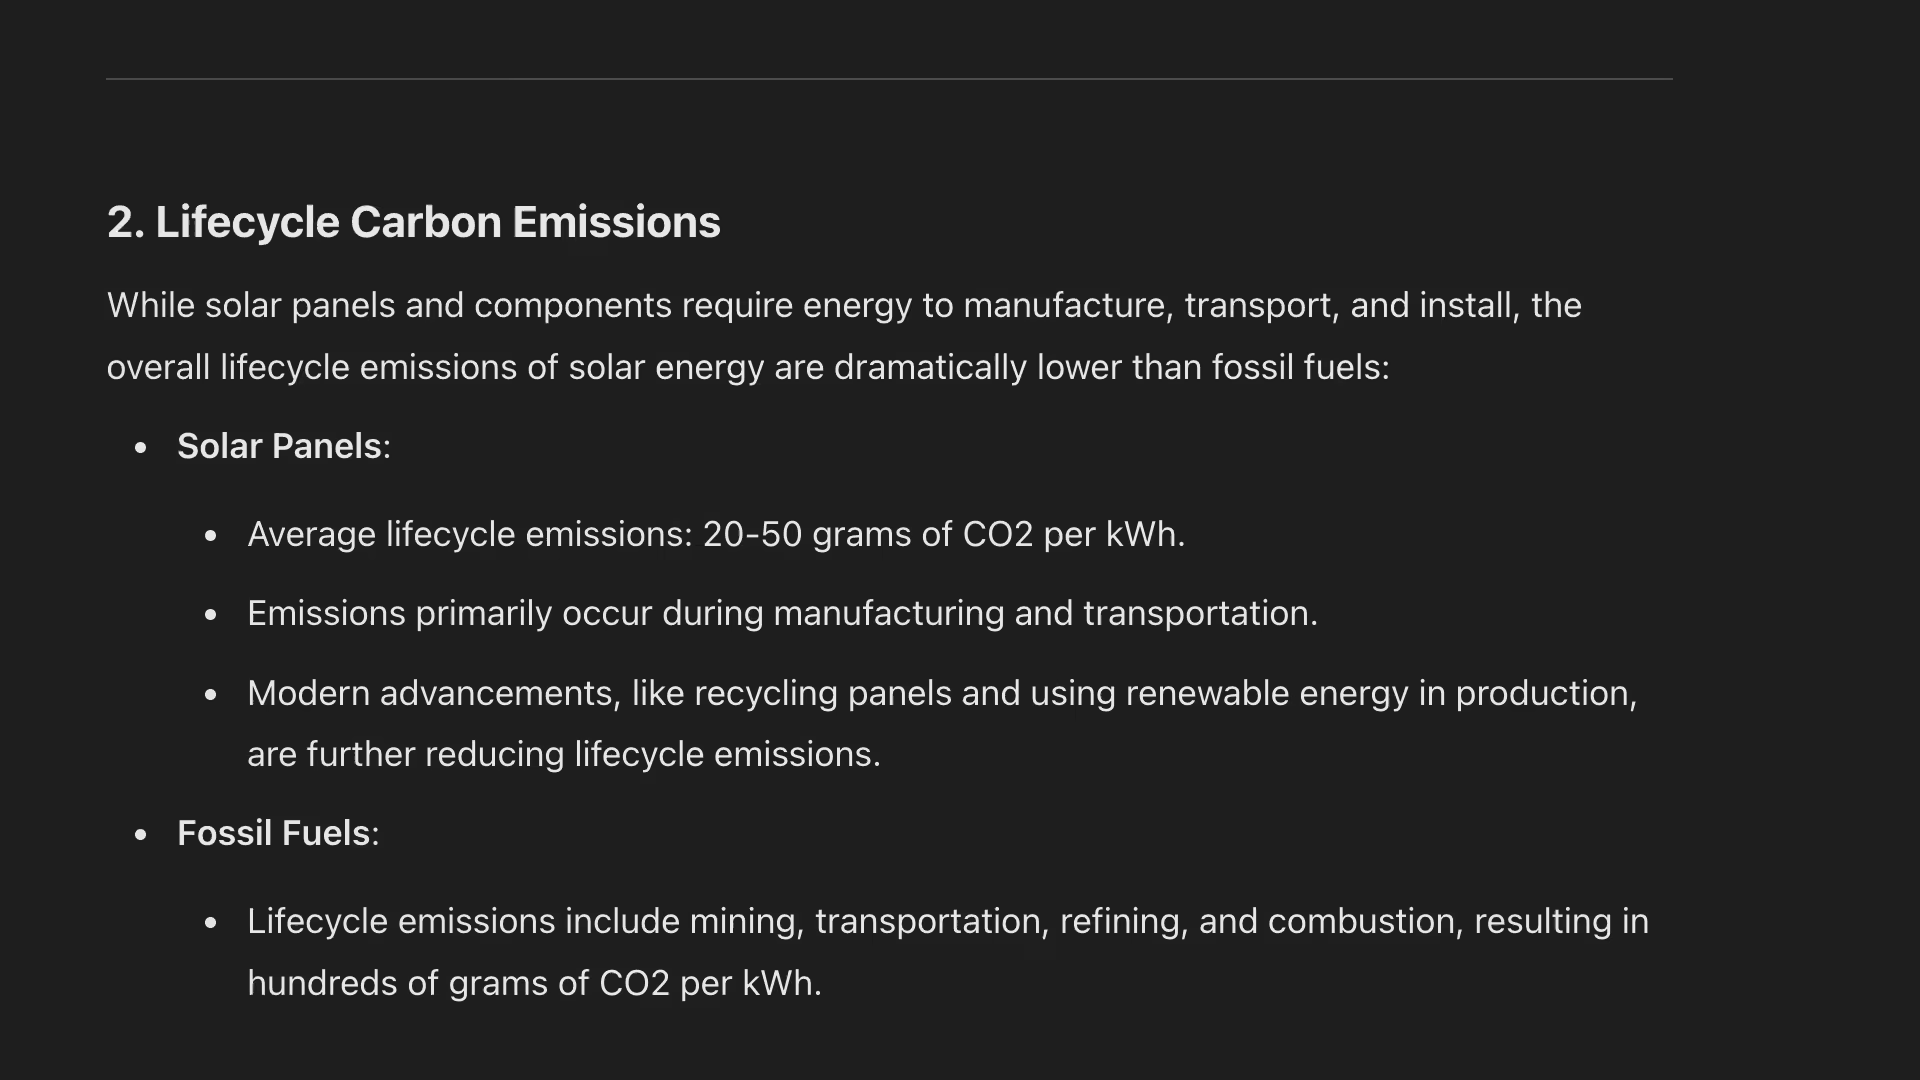 2. Lifecycle Carbon Emissions
While solar panels and components require energy to manufacture, transport, and install, the
overall lifecycle emissions of solar energy are dramatically lower than fossil fuels:
• Solar Panels:
• Average lifecycle emissions: 20-50 grams of CO2 per kWh.
• Emissions primarily occur during manufacturing and transportation.
• Modern advancements, like recycling panels and using renewable energy in production,
are further reducing lifecycle emissions.
• Fossil Fuels:
• Lifecycle emissions include mining, transportation, refining, and combustion, resulting in
hundreds of grams of CO2 per kWh.